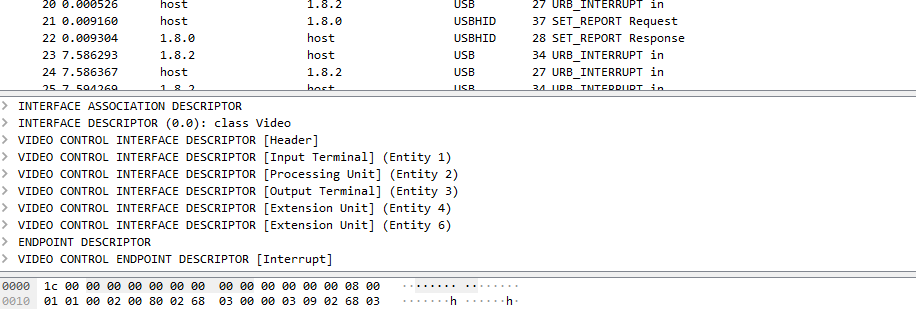 20 0.000526 host 1.8.2 USB 27 URB_INTERRUPT in
21 0.009160 host 1.8.0 USBHID 37 SET_REPORT Request
22 0.009304 1.8.0 host USBHID 28 SET_REPORT Response
23 7.586293 1.8.2 host USB 34 URB_INTERRUPT in
24 7.586367 host 1.8.2 USB 27 URB_INTERRUPT in
25 7.594269 1.8.2 host USB 34 URB_INTERRUPT in
> INTERFACE ASSOCIATION DESCRIPTOR
> INTERFACE DESCRIPTOR (0.0): class Video
> VIDEO CONTROL INTERFACE DESCRIPTOR [Header]
> VIDEO CONTROL INTERFACE DESCRIPTOR [Input Terminal] (Entity 1)
> VIDEO CONTROL INTERFACE DESCRIPTOR [Processing Unit] (Entity 2)
> VIDEO CONTROL INTERFACE DESCRIPTOR [Output Terminal] (Entity 3)
> VIDEO CONTROL INTERFACE DESCRIPTOR [Extension Unit] (Entity 4)
> VIDEO CONTROL INTERFACE DESCRIPTOR [Extension Unit] (Entity 6)
> ENDPOINT DESCRIPTOR
> VIDEO CONTROL ENDPOINT DESCRIPTOR [Interrupt]
0000 1c 00 00 00 00 00 00 00 00 00 00 00 00 00 08 00 ········ ········
0010 01 01 00 02 00 80 02 68 03 00 00 03 09 02 68 03 ·······h ······h·